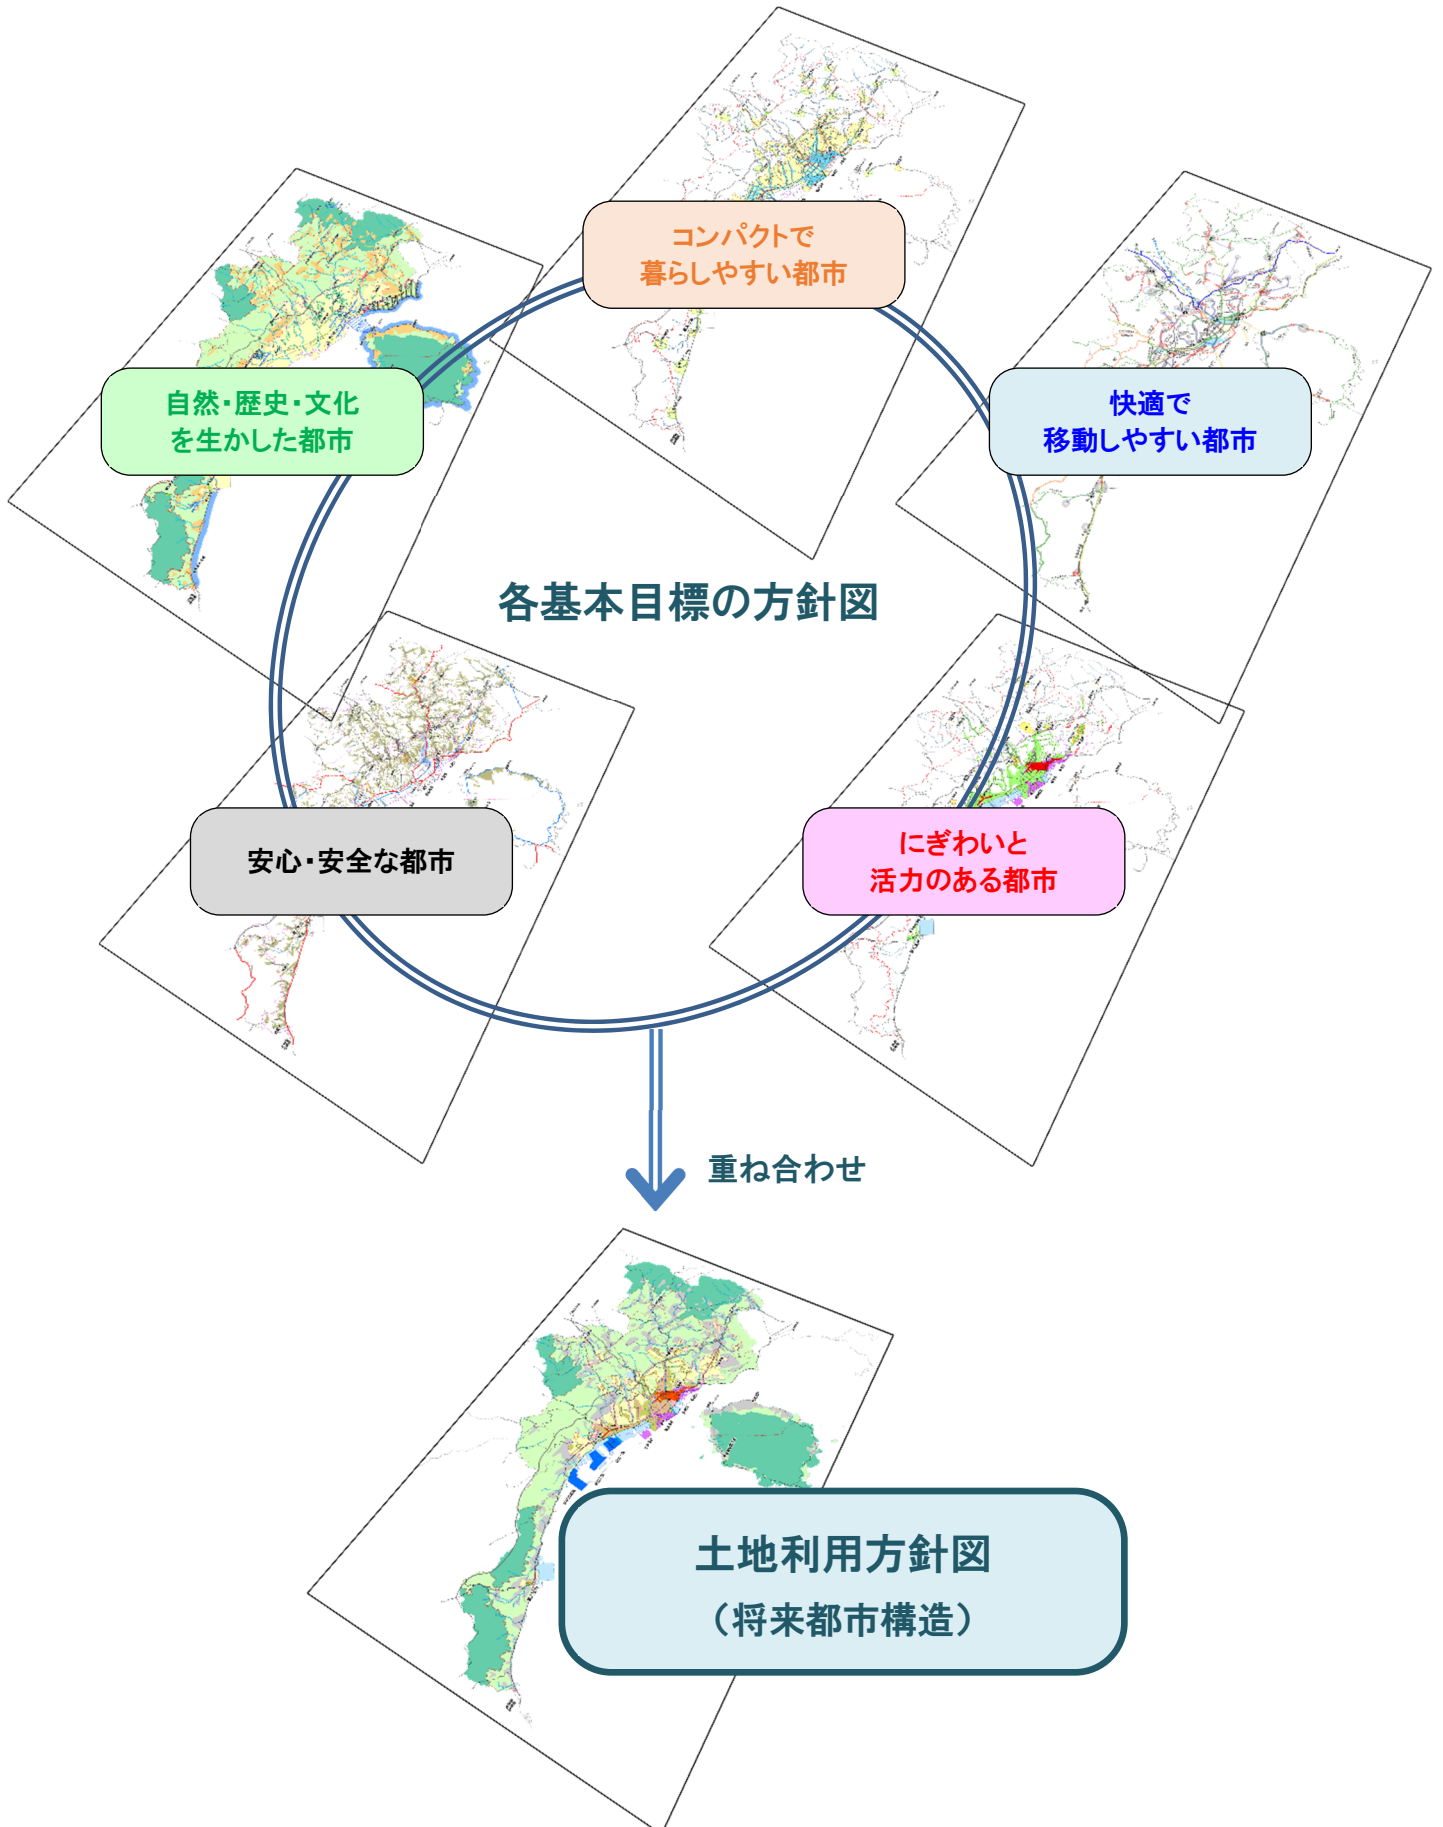 コンパクトで
暮らしやすい都市
自然・歴史・文化
を生かした都市
快適で
移動しやすい都市
各基本目標の方針図
安心・安全な都市
にぎわいと
活力のある都市
重ね合わせ
土地利用方針図
（将来都市構造）